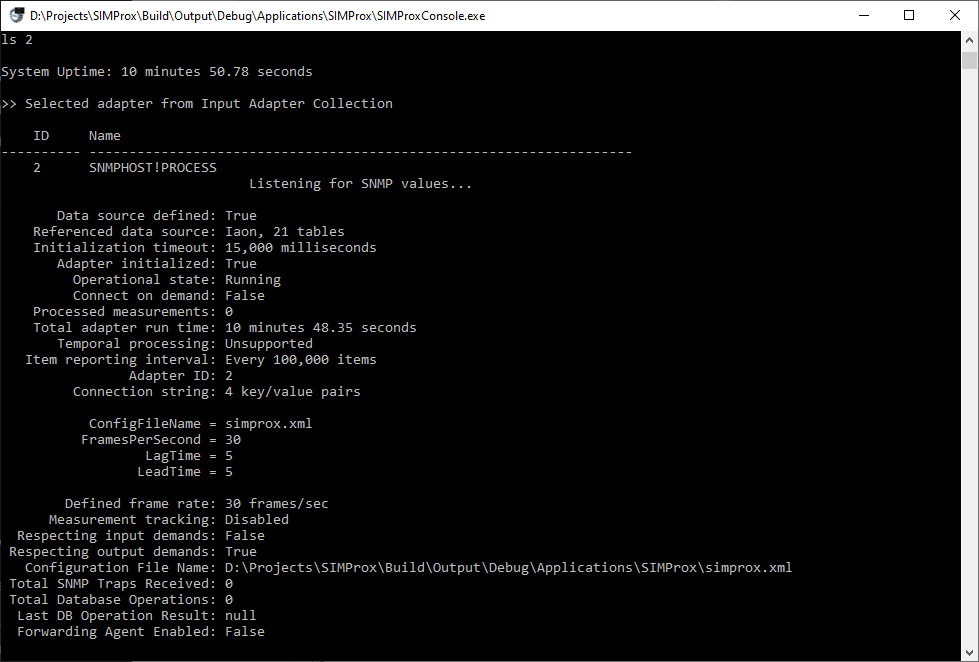 D:\Projects\SIMProx\Build\Output\Debug\Applications\SIMProx\SIMProxConsole.exe
ls 2
System Uptime: 10 minutes 50.78 seconds
>> Selected adapter from Input Adapter Collection
ID Name
---------- --------------------------------------------------------------------
2 SNMPHOST!PROCESS
Listening for SNMP values...
Data source defined: True
Referenced data source: Iaon, 21 tables
Initialization timeout: 15,000 milliseconds
Adapter initialized: True
Operational state: Running
Connect on demand: False
Processed measurements: 0
Total adapter run time: 10 minutes 48.35 seconds
Temporal processing: Unsupported
Item reporting interval: Every 100,000 items
Adapter ID: 2
Connection string: 4 key/value pairs
ConfigFileName = simprox.xml
FramesPerSecond = 30
LagTime = 5
LeadTime = 5
Defined frame rate: 30 frames/sec
Measurement tracking: Disabled
Respecting input demands: False
Respecting output demands: True
Configuration File Name: D:\Projects\SIMProx\Build\Output\Debug\Applications\SIMProx\simprox.xml
Total SNMP Traps Received: 0
Total Database Operations: 0
Last DB Operation Result: null
Forwarding Agent Enabled: False